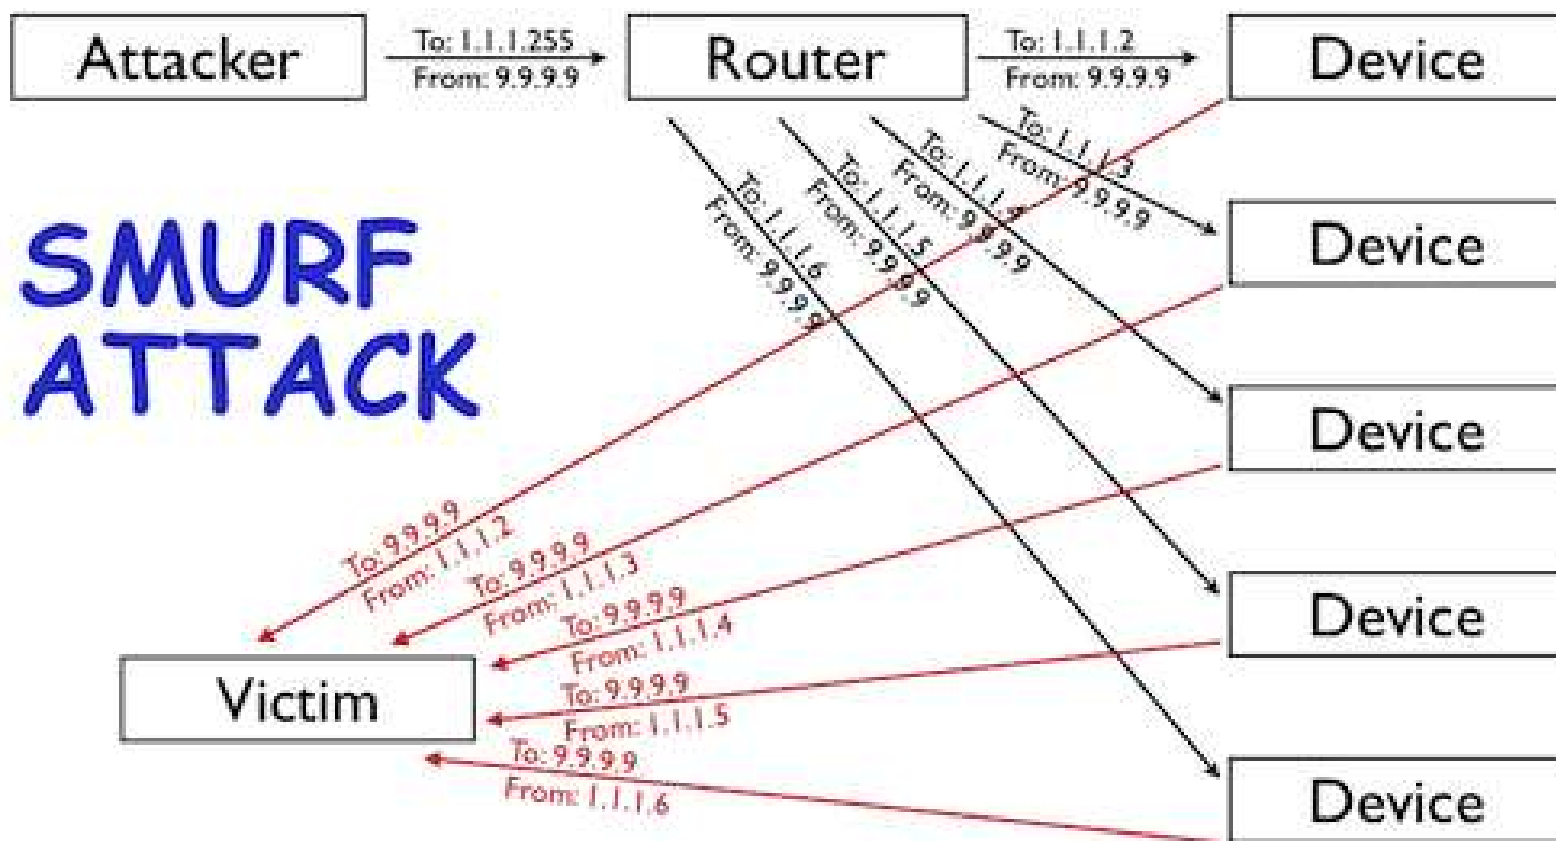 Attacker
To: 1.1.1.255
From: 9.9.9.9
Router
To: 1.1.1.2
From: 9.9.9.9
Device
To: 1.1.1.3
From: 9.9.9.9
To: 1.1.1.4
From: 9.9.9.9
To: 1.1.1.5
From: 9.9.9.9
To: 1.1.1.6
From: 9.9.9.9
Device
SMURF
ATTACK
Device
To: 9.9.9.9
From: 1.1.1.2
To: 9.9.9.9
From: 1.1.1.3
To: 9.9.9.9
From: 1.1.1.4
Device
Victim
To: 9.9.9.9
From: 1.1.1.5
To: 9.9.9.9
From: 1.1.1.6
Device